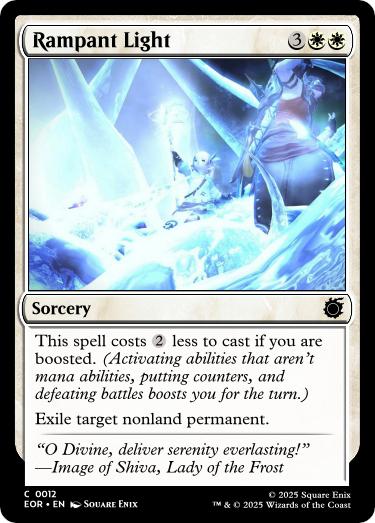 Rampant Light 3
Sorcery
This spell costs 2 less to cast if you are
boosted. (Activating abilities that aren't
mana abilities, putting counters, and
defeating battles boosts you for the turn.)
Exile target nonland permanent.
"O Divine, deliver serenity everlasting!"
—Image of Shiva, Lady of the Frost
C 0012
EOR • EN SQUARE ENIX
© 2025 Square Enix
™ & © 2025 Wizards of the Coast